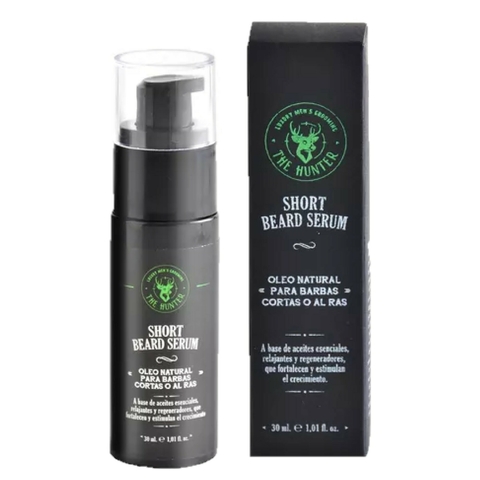 LUXURY MEN'S GROOMING
THE HUNTER
SHORT
BEARD SERUM
OLEO NATURAL
« PARA BARBAS »
CORTAS O AL RAS
A base de aceites esenciales,
relajantes y regeneradores, que
fortalecen y estimulan el crecimiento
30 ml. e 1,01 fl. oz.
LUXURY MEN'S GROOMING
THE HUNTER
SHORT
BEARD SERUM
OLEO NATURAL
« PARA BARBAS »
CORTAS O AL RAS
A base de aceites esenciales,
relajantes y regeneradores,
que fortalecen y estimulan
el crecimiento.
30 ml. e 1,01 fl. oz.